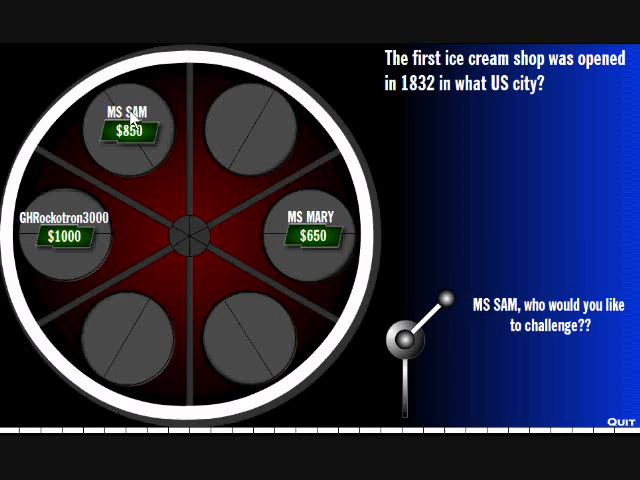 The first ice cream shop was opened
in 1832 in what US city?
MS SAM
$850
GHRockotron3000
$1000
MS MARY
$650
MS SAM, who would you like
to challenge??
QUIT